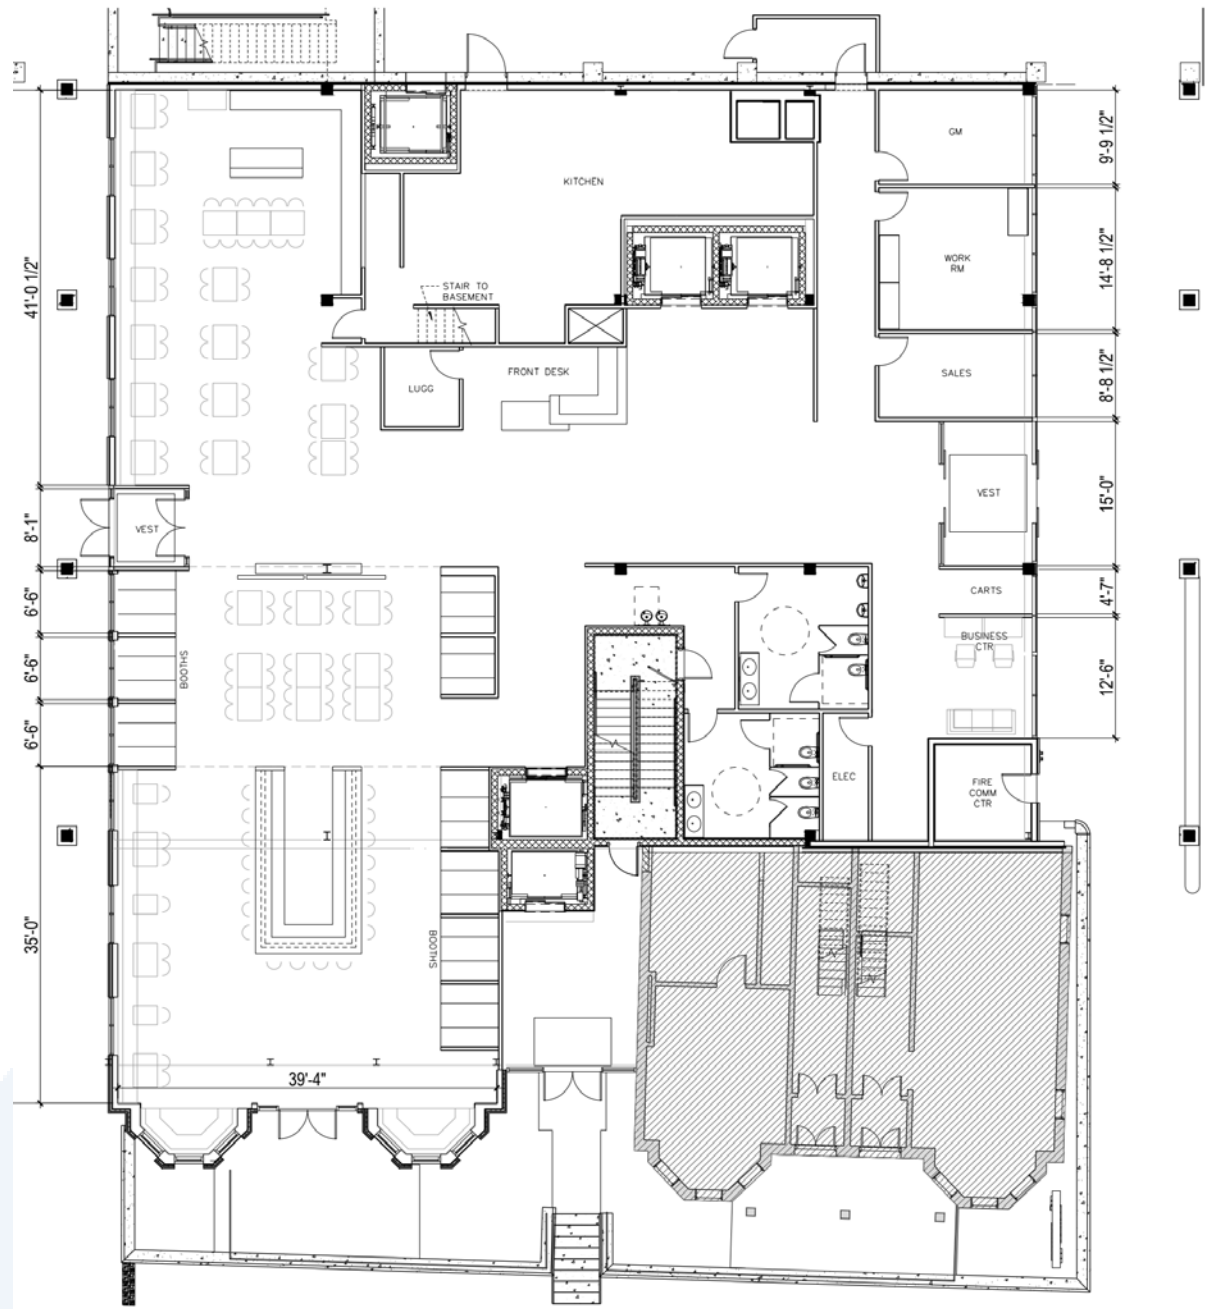 GM
9'-9 1/2"
KITCHEN
14'-8 1/2"
WORK
RM
41'-0 1/2"
STAIR TO
BASEMENT
FRONT DESK
LUGG
SALES
8'-8 1/2"
VEST
15'-0"
VEST
8'-1"
CARTS
4'-7"
6'-6"
BUSINESS
CTR
BOOTHS
6'-6"
12'-6"
6'-6"
ELEC
FIRE
COMM
CTR
35'-0"
BOOTHS
39'-4"